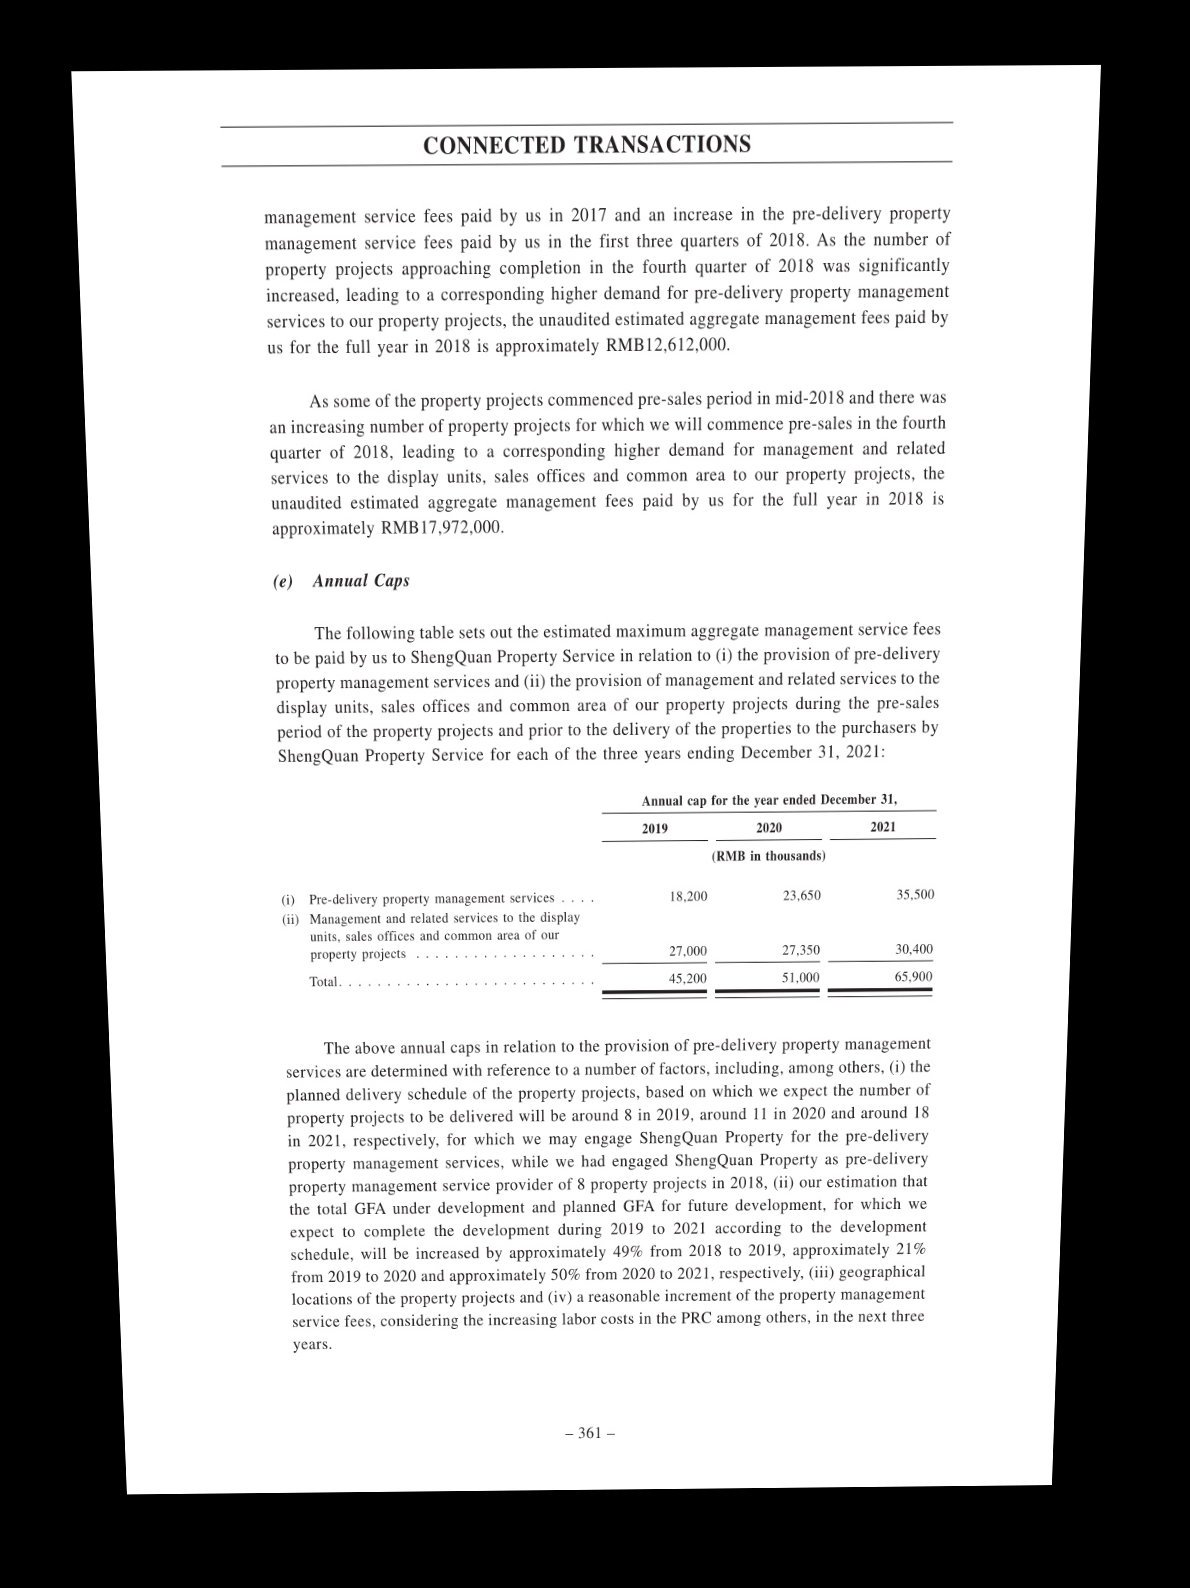 CONNECTED TRANSACTIONS
management service fees paid by us in 2017 and an increase in the pre-delivery property
management service fees paid by us in the first three quarters of 2018. As the number of
property projects approaching completion in the fourth quarter of 2018 was significantly
increased, leading to a corresponding higher demand for pre-delivery property management
services to our property projects, the unaudited estimated aggregate management fees paid by
us for the full year in 2018 is approximately RMB12,612,000.
As some of the property projects commenced pre-sales period in mid-2018 and there was
an increasing number of property projects for which we will commence pre-sales in the fourth
quarter of 2018, leading to a corresponding higher demand for management and related
services to the display units, sales offices and common area to our property projects, the
unaudited estimated aggregate management fees paid by us for the full year in 2018 is
approximately RMB17,972,000.
(e) Annual Caps
The following table sets out the estimated maximum aggregate management service fees
to be paid by us to ShengQuan Property Service in relation to (i) the provision of pre-delivery
property management services and (ii) the provision of management and related services to the
display units, sales offices and common area of our property projects during the pre-sales
period of the property projects and prior to the delivery of the properties to the purchasers by
ShengQuan Property Service for each of the three years ending December 31, 2021:
Annual cap for the year ended December 31,
2019 2020 2021
(RMB in thousands)
(i) Pre-delivery property management services . . . . 18,200 23,650 35,500
(ii) Management and related services to the display
units, sales offices and common area of our
property projects . . . . . . . . . . . . . . . . . . . 27,000 27,350 30,400
Total. . . . . . . . . . . . . . . . . . . . . . . . . . . 45,200 51,000 65,900
The above annual caps in relation to the provision of pre-delivery property management
services are determined with reference to a number of factors, including, among others, (i) the
planned delivery schedule of the property projects, based on which we expect the number of
property projects to be delivered will be around 8 in 2019, around 11 in 2020 and around 18
in 2021, respectively, for which we may engage ShengQuan Property for the pre-delivery
property management services, while we had engaged ShengQuan Property as pre-delivery
property management service provider of 8 property projects in 2018, (ii) our estimation that
the total GFA under development and planned GFA for future development, for which we
expect to complete the development during 2019 to 2021 according to the development
schedule, will be increased by approximately 49% from 2018 to 2019, approximately 21%
from 2019 to 2020 and approximately 50% from 2020 to 2021, respectively, (iii) geographical
locations of the property projects and (iv) a reasonable increment of the property management
service fees, considering the increasing labor costs in the PRC among others, in the next three
years.
– 361 –